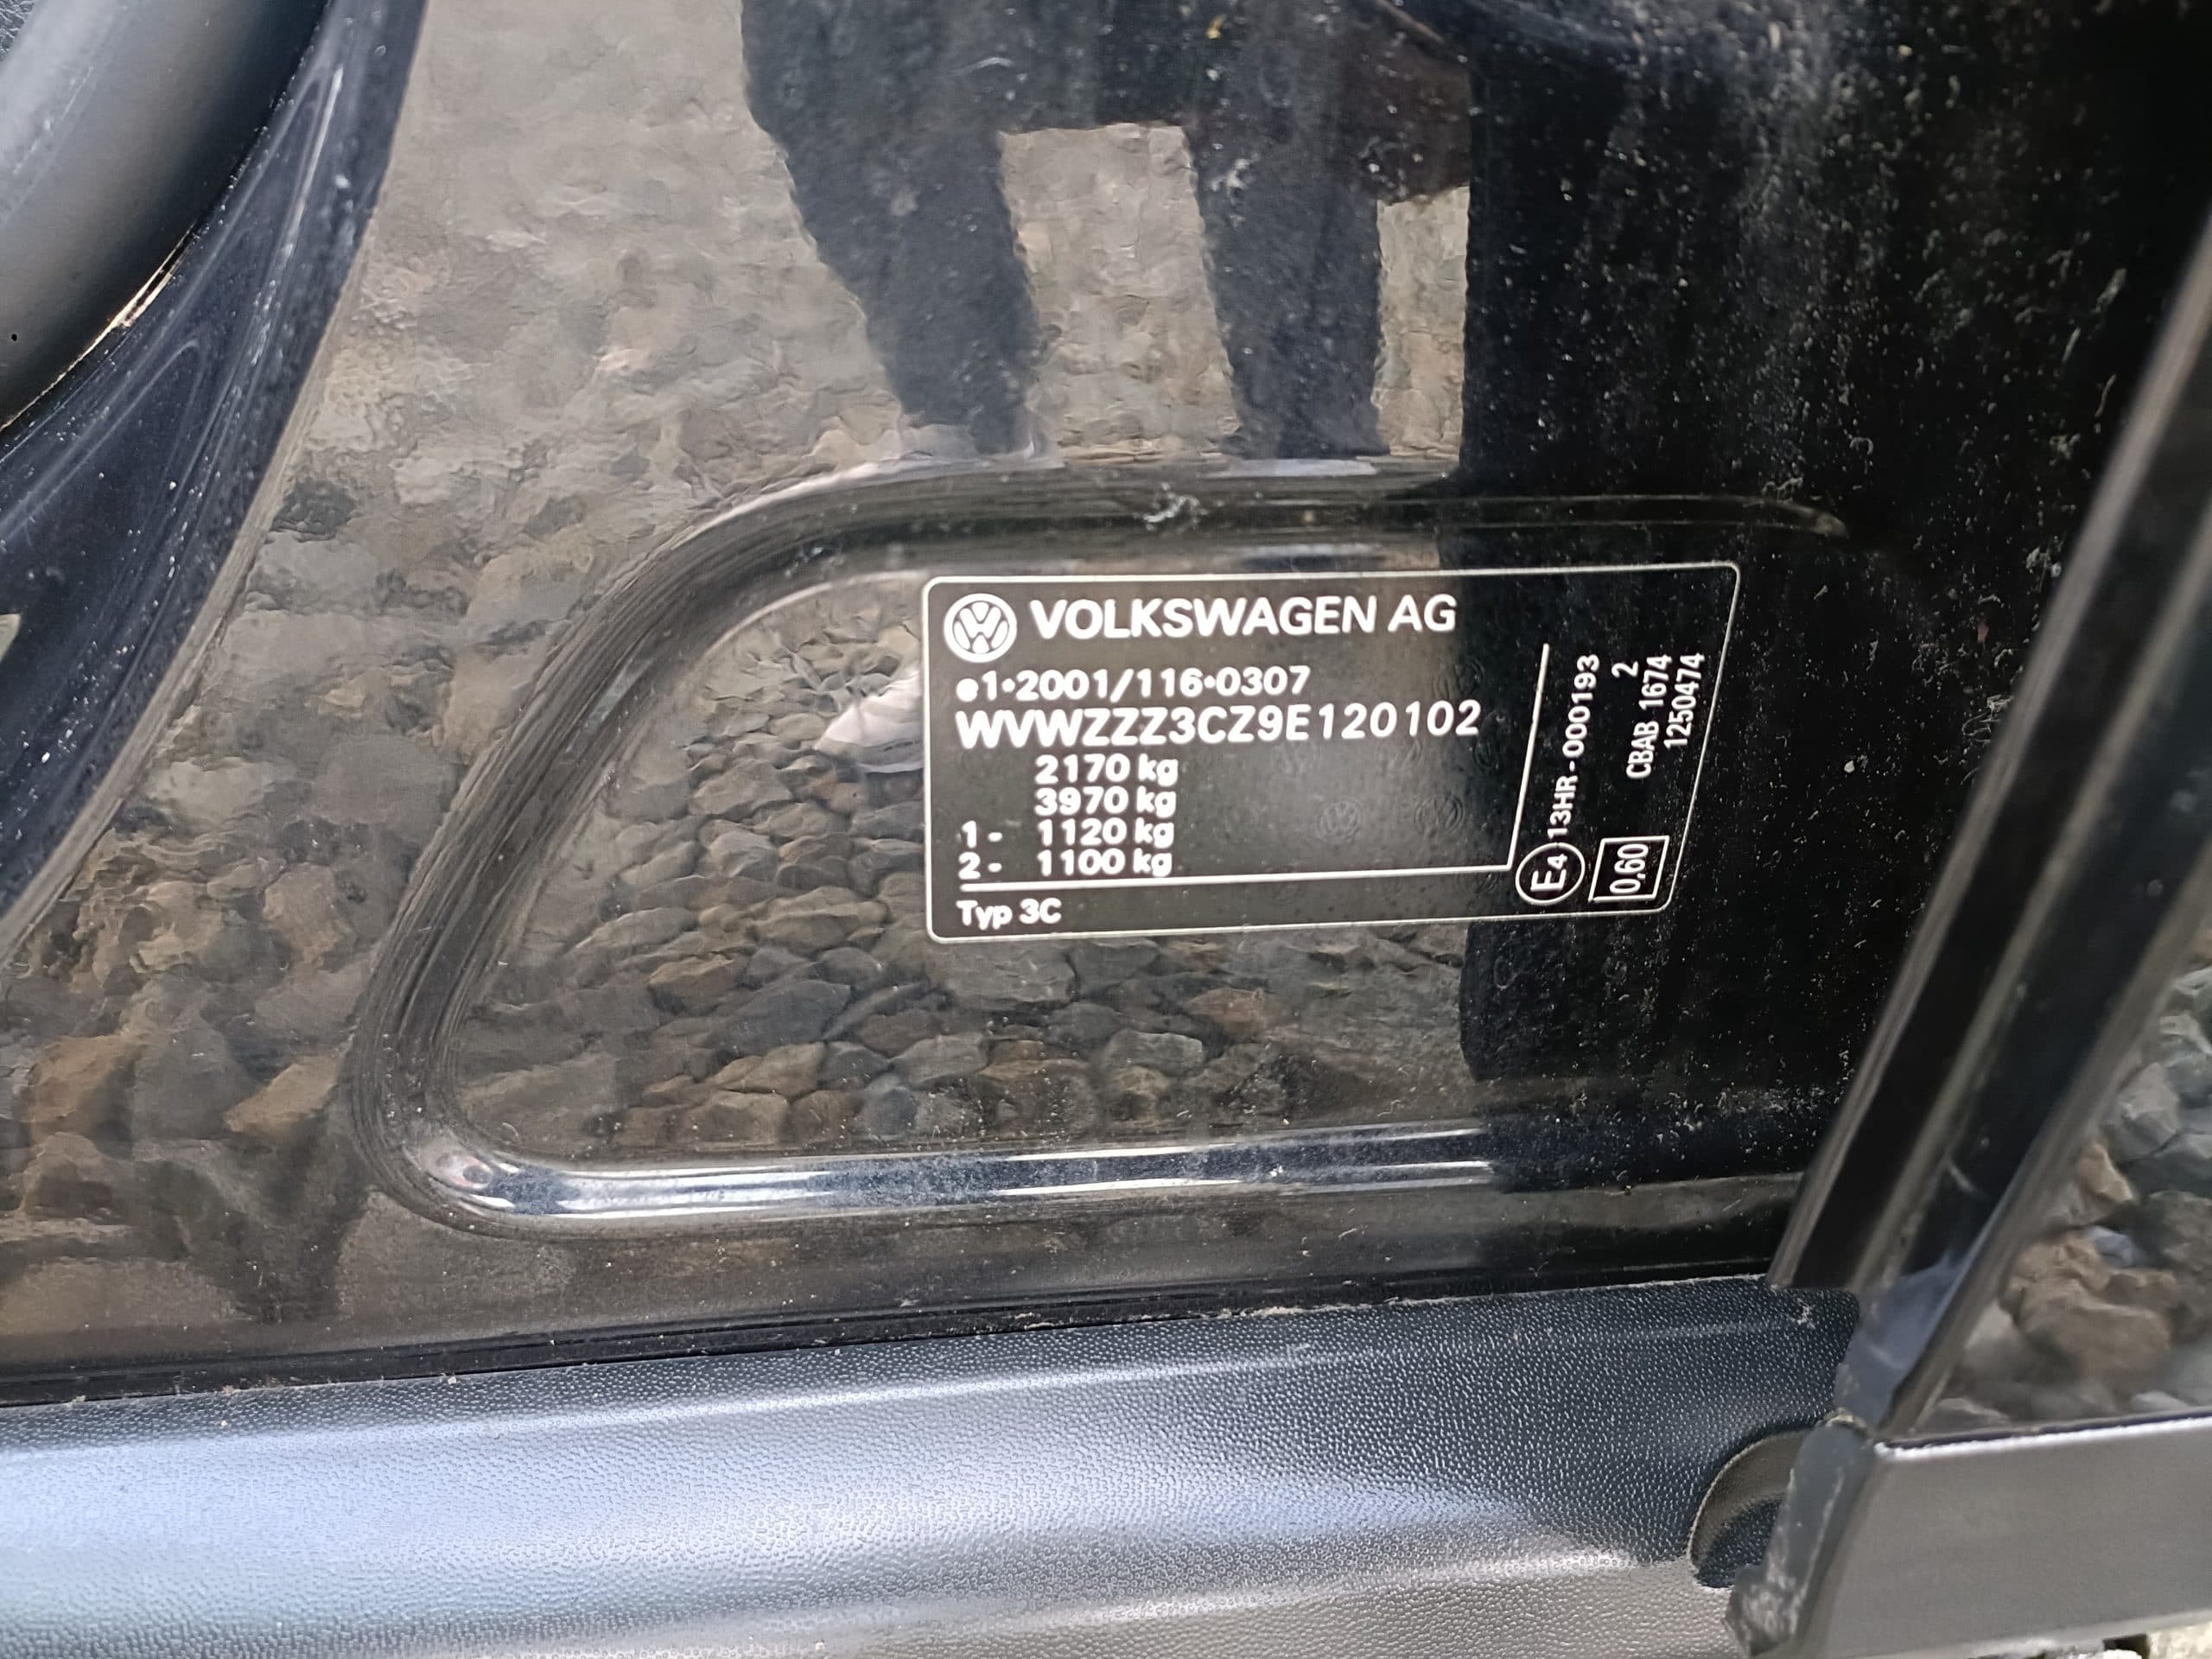 VOLKSWAGEN AG
e1*2001/116*0307
WVWZZZ3CZ9E120102
2170 kg
3970 kg
1 - 1120 kg
2 - 1100 kg
Typ 3C
E4 13HR-000193
2
CBAB 1674
1250474
0,60